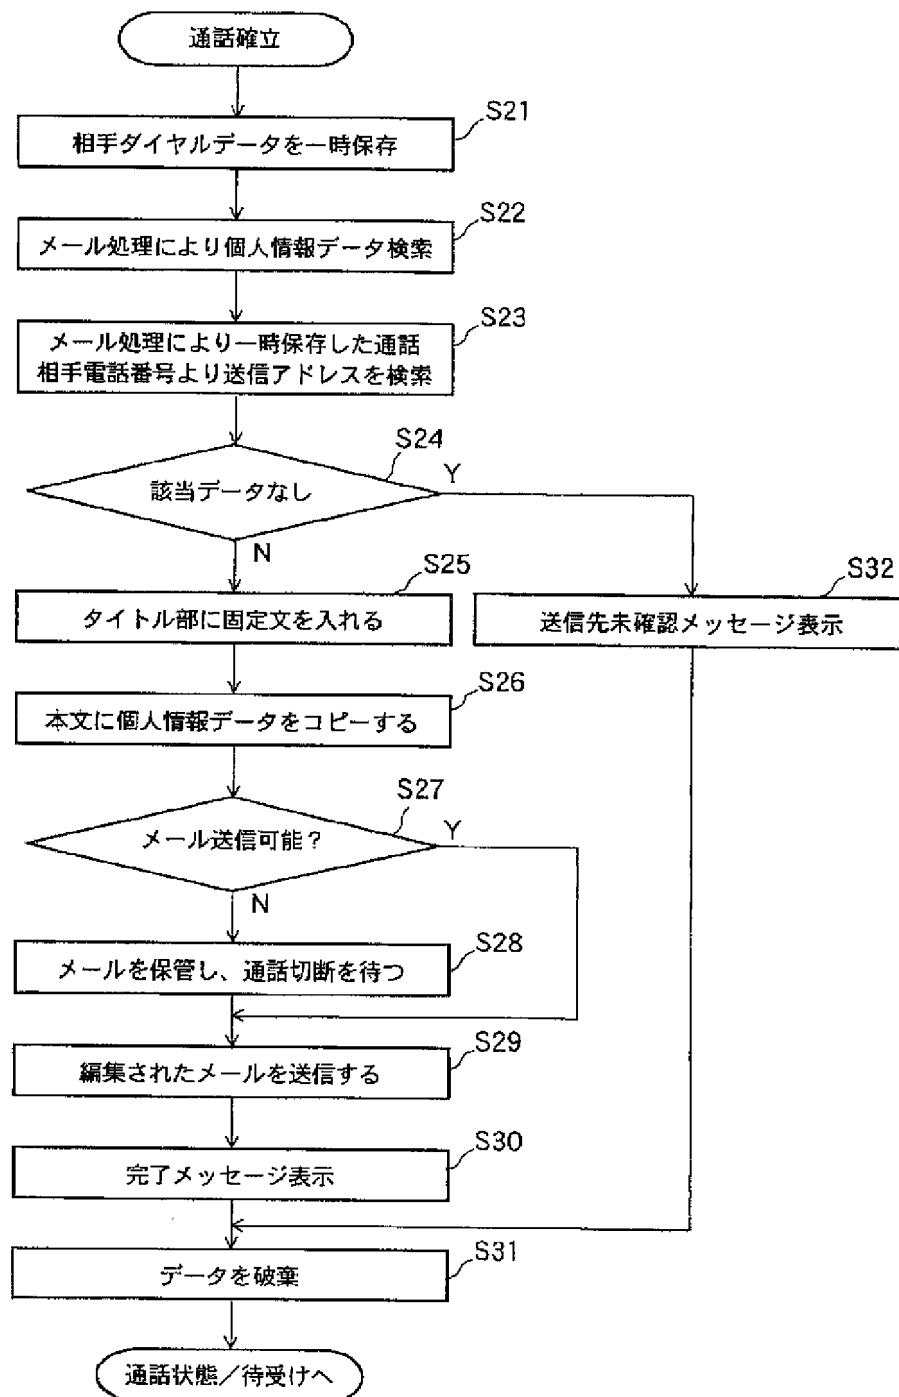 通話確立
S21
相手ダイヤルデータを一時保存
S22
メール処理により個人情報データ検索
S23
メール処理により一時保存した通話
相手電話番号より送信アドレスを検索
S24
該当データなし
Y
N
S25
タイトル部に固定文を入れる
S32
送信先未確認メッセージ表示
S26
本文に個人情報データをコピーする
S27
メール送信可能？
Y
N
S28
メールを保管し、通話切断を待つ
S29
編集されたメールを送信する
S30
完了メッセージ表示
S31
データを破棄
通話状態／待受けへ